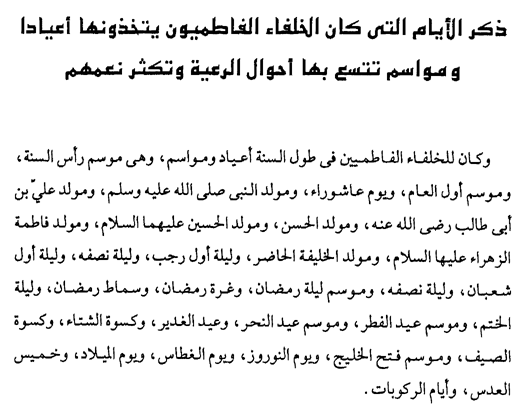 ذكر الأيام التى كان الخلفاء الفاطميون يتخذونها أعيادا
ومواسم تتسع بها أحوال الرعية وتكثر نعمهم
وكان للخلفاء الفاطميين فى طول السنة أعياد ومواسم، وهى موسم رأس السنة،
وموسم أول العام، ويوم عاشوراء، ومولد النبى صلى الله عليه وسلم، ومولد علىّ بن
أبى طالب رضى الله عنه، ومولد الحسن، ومولد الحسين عليهما السلام، ومولد فاطمة
الزهراء عليها السلام، ومولد الخليفة الحاضر، وليلة أول رجب، وليلة نصفه، وليلة أول
شعبان، وليلة نصفه، وموسم ليلة رمضان، وغرة رمضان، وسماط رمضان، وليلة
الختم، وموسم عيد الفطر، وموسم عيد النحر، وعيد الغدير، وكسوة الشتاء، وكسوة
الصيف، وموسم فتح الخليج، ويوم النوروز، ويوم الغطاس، ويوم الميلاد، وخميس
العدس، وأيام الركوبات.